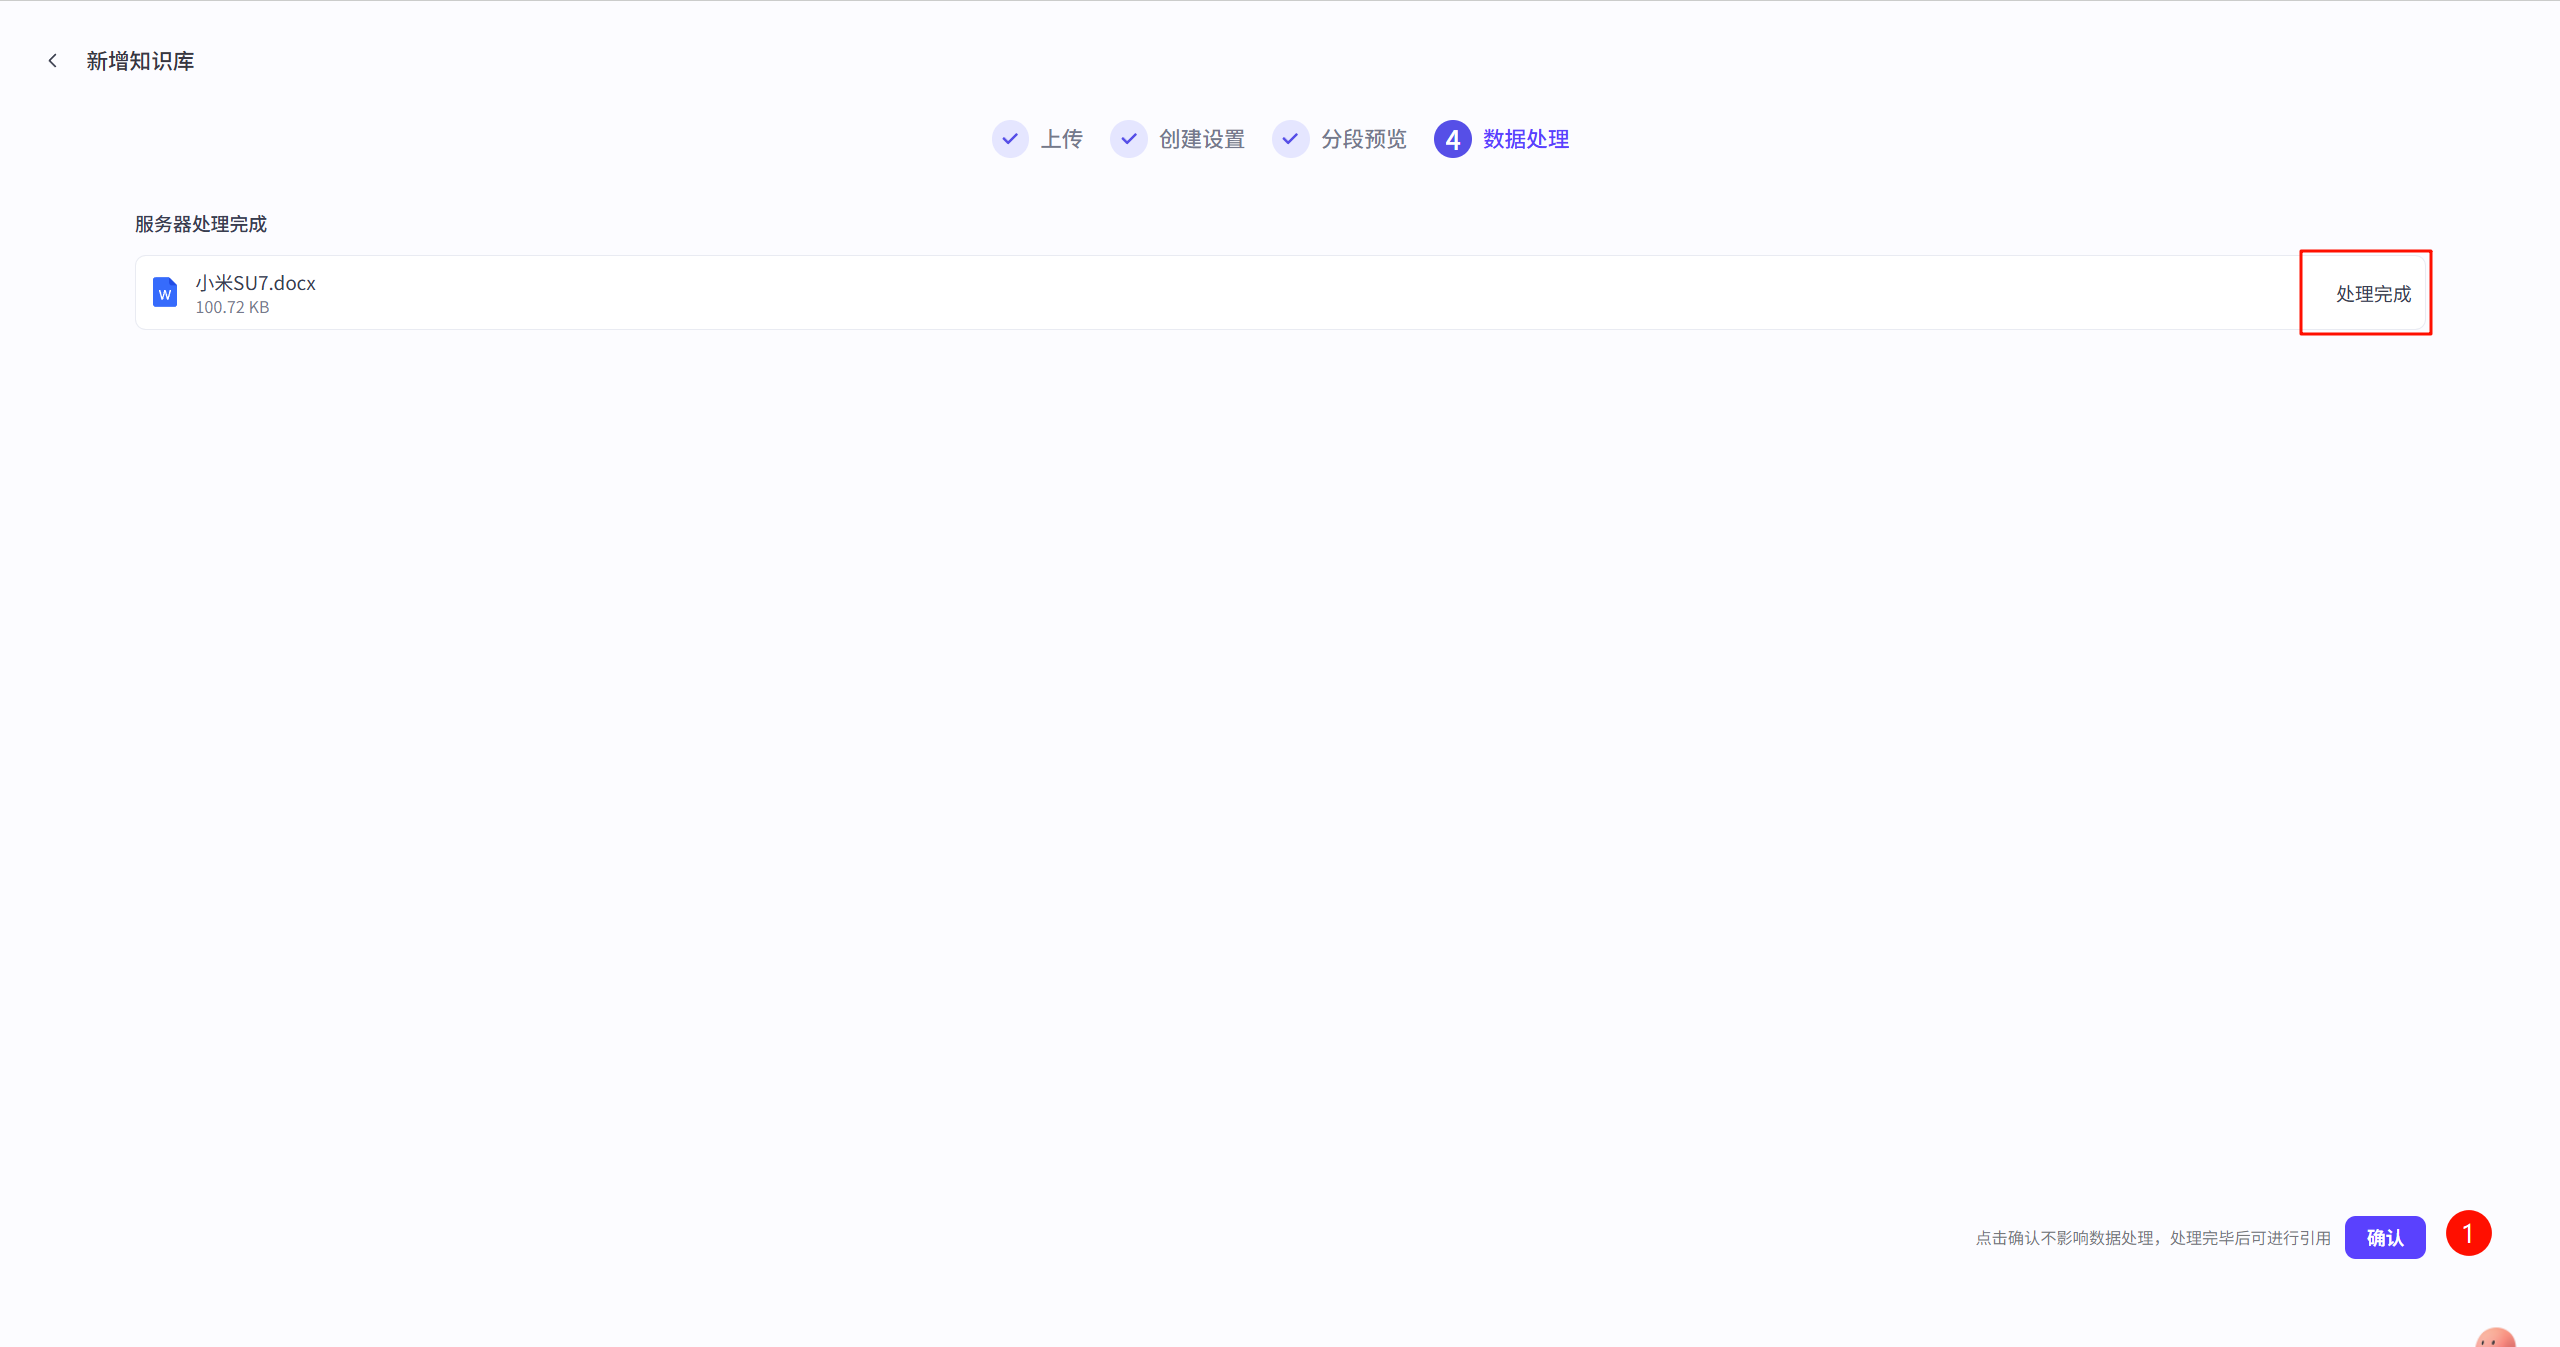 新增知识库
上传 创建设置 分段预览 4 数据处理
服务器处理完成
W 小米SU7.docx
100.72 KB
处理完成
点击确认不影响数据处理，处理完毕后可进行引用 确认 1